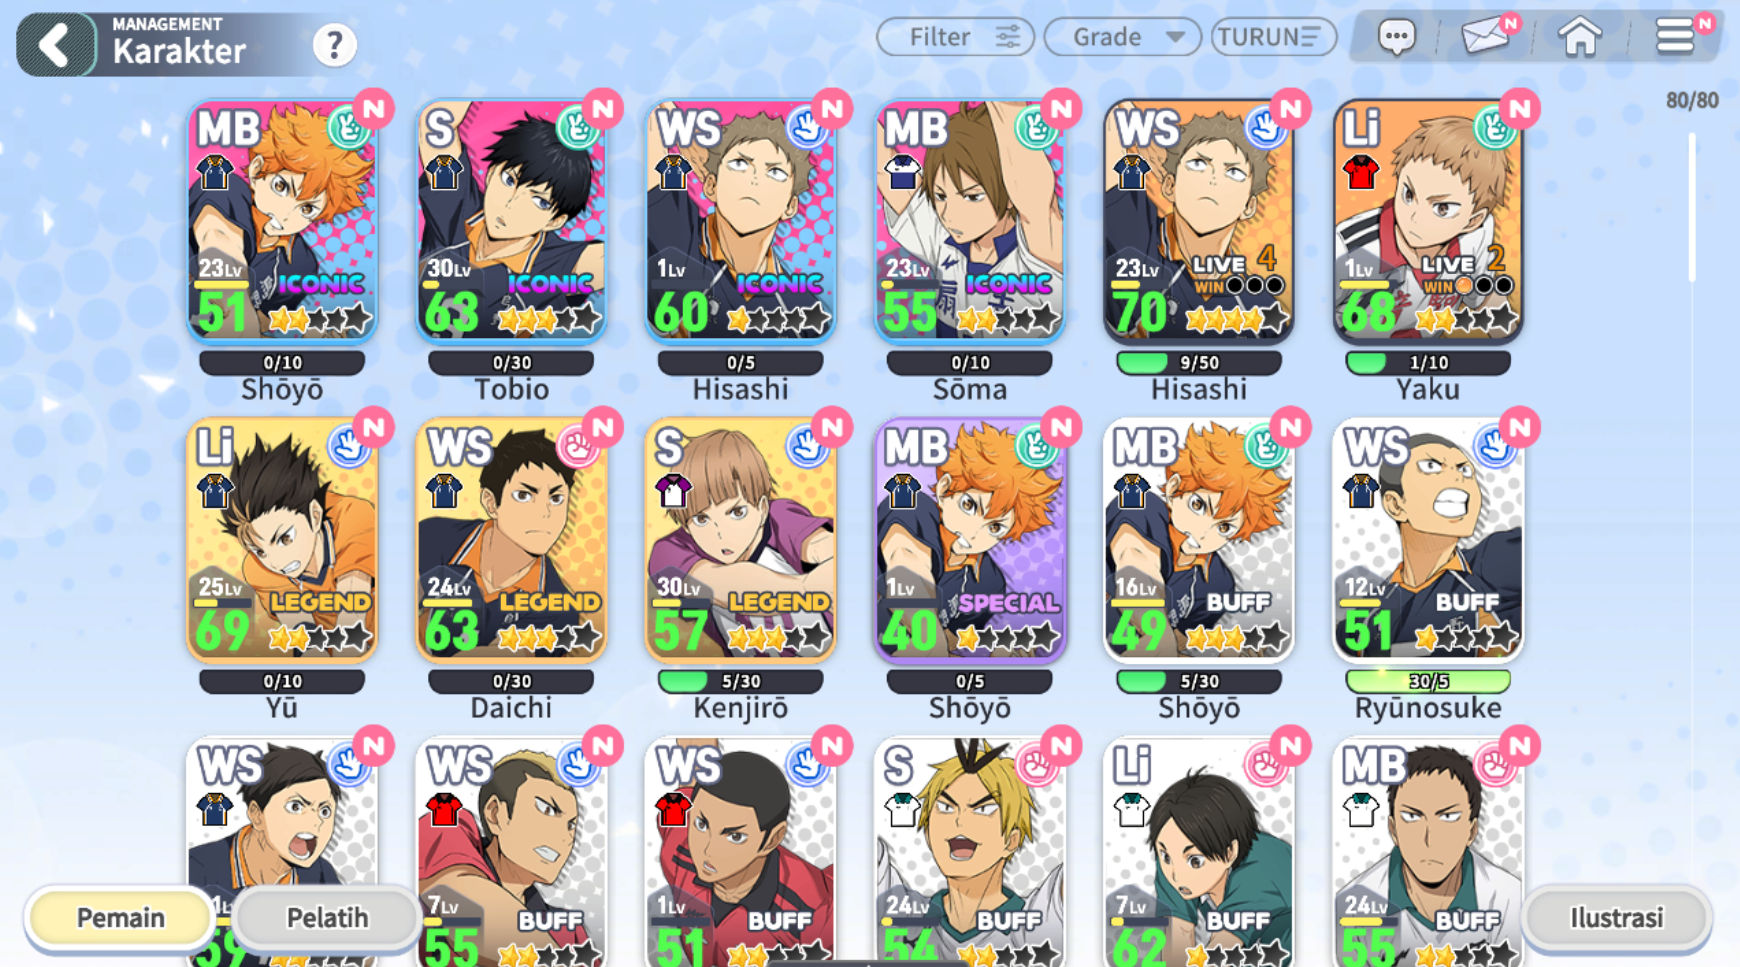 MANAGEMENT
Karakter
?
Filter
Grade
TURUN
N
N
80/80
MB N
23Lv
ICONIC
51
0/10
Shōyō
S N
30Lv
ICONIC
63
0/30
Tobio
WS N
1Lv
ICONIC
60
0/5
Hisashi
MB N
23Lv
ICONIC
55
0/10
Sōma
WS N
23Lv
LIVE 4
WIN
70
9/50
Hisashi
Li N
1Lv
LIVE 2
WIN
68
1/10
Yaku
Li N
25Lv
LEGEND
69
0/10
Yū
WS N
24Lv
LEGEND
63
0/30
Daichi
S N
30Lv
LEGEND
57
5/30
Kenjirō
MB N
1Lv
SPECIAL
40
0/5
Shōyō
MB N
16Lv
BUFF
49
5/30
Shōyō
WS N
12Lv
BUFF
51
30/5
Ryūnosuke
WS N
59
WS N
7Lv
BUFF
55
WS N
1Lv
BUFF
51
S N
24Lv
BUFF
54
Li N
7Lv
BUFF
62
MB N
24Lv
BUFF
55
Pemain
Pelatih
Ilustrasi